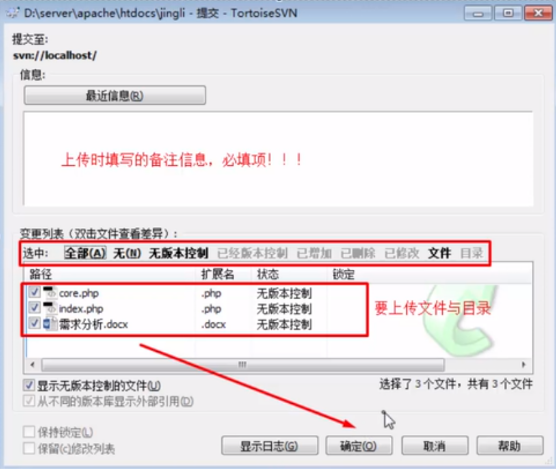 D:\server\apache\htdocs\jingli - 提交 - TortoiseSVN
提交至:
svn://localhost/
信息:
最近信息(R)
上传时填写的备注信息，必填项！！！
变更列表（双击文件查看差异）:
选中: 全部(A) 无(N) 无版本控制 已经版本控制 已增加 已删除 已修改 文件 目录
路径 扩展名 状态 锁定
core.php .php 无版本控制
index.php .php 无版本控制
需求分析.docx .docx 无版本控制
要上传文件与目录
显示无版本控制的文件(U)
选择了 3 个文件，共有 3 个文件
从不同的版本库显示外部引用(D)
保持锁定(L)
保留(c)修改列表
显示日志(G) 确定(O) 取消 帮助